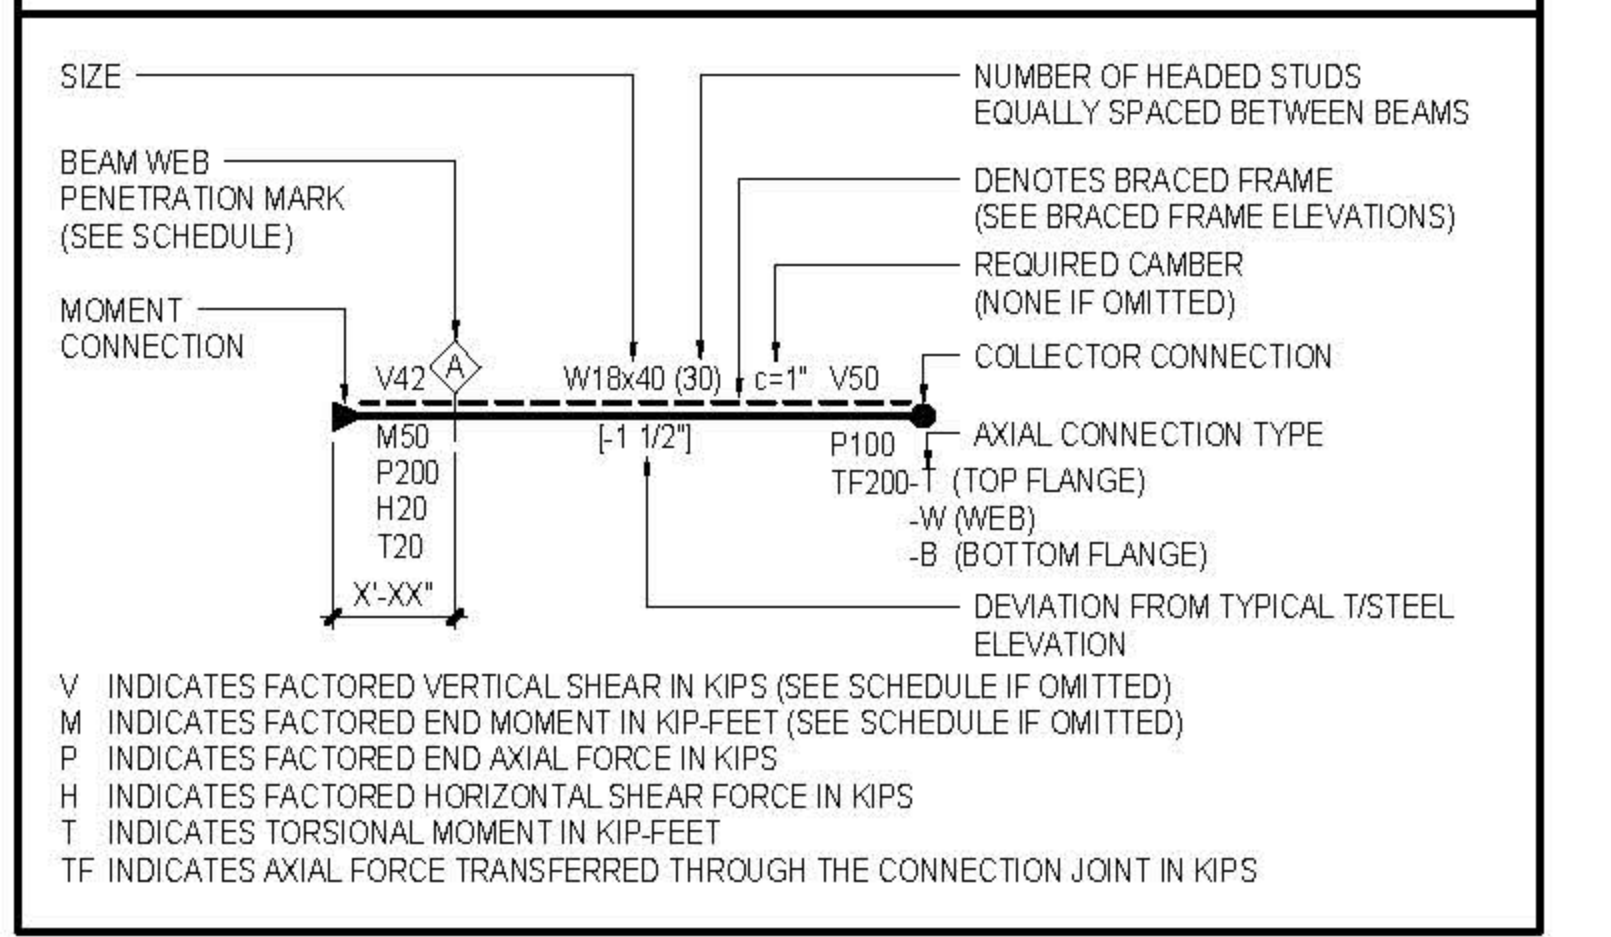 SIZE
NUMBER OF HEADED STUDS
EQUALLY SPACED BETWEEN BEAMS
BEAM WEB
PENETRATION MARK
(SEE SCHEDULE)
DENOTES BRACED FRAME
(SEE BRACED FRAME ELEVATIONS)
REQUIRED CAMBER
(NONE IF OMITTED)
MOMENT
CONNECTION
COLLECTOR CONNECTION
V42 A W18x40 (30) c=1" V50
AXIAL CONNECTION TYPE
M50
P200
H20
T20
[-1 1/2"]
P100
TF200-T (TOP FLANGE)
-W (WEB)
-B (BOTTOM FLANGE)
X'-XX"
DEVIATION FROM TYPICAL T/STEEL
ELEVATION
V INDICATES FACTORED VERTICAL SHEAR IN KIPS (SEE SCHEDULE IF OMITTED)
M INDICATES FACTORED END MOMENT IN KIP-FEET (SEE SCHEDULE IF OMITTED)
P INDICATES FACTORED END AXIAL FORCE IN KIPS
H INDICATES FACTORED HORIZONTAL SHEAR FORCE IN KIPS
T INDICATES TORSIONAL MOMENT IN KIP-FEET
TF INDICATES AXIAL FORCE TRANSFERRED THROUGH THE CONNECTION JOINT IN KIPS